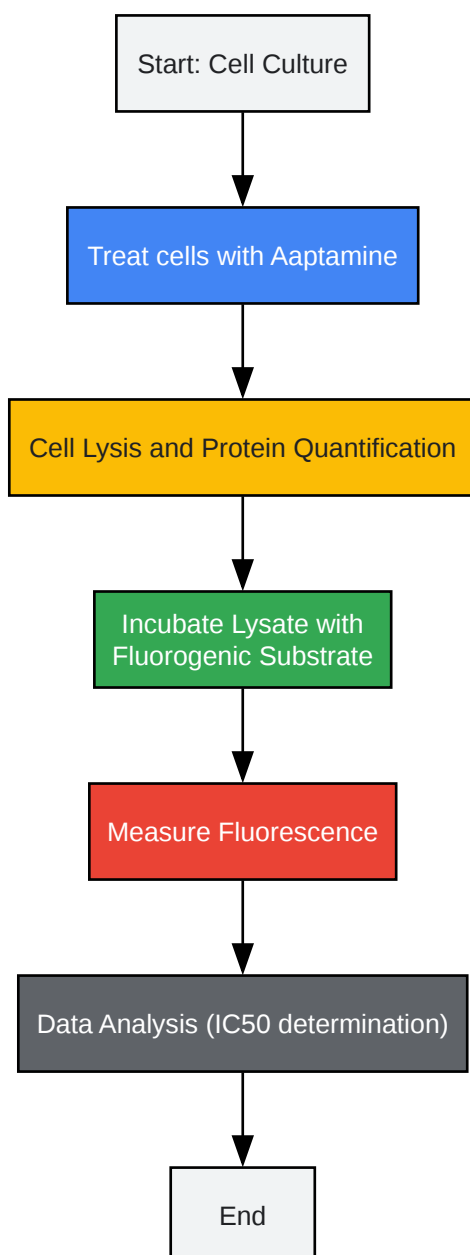 Start: Cell Culture
Treat cells with Aaptamine
Cell Lysis and Protein Quantification
Incubate Lysate with
Fluorogenic Substrate
Measure Fluorescence
Data Analysis (IC50 determination)
End